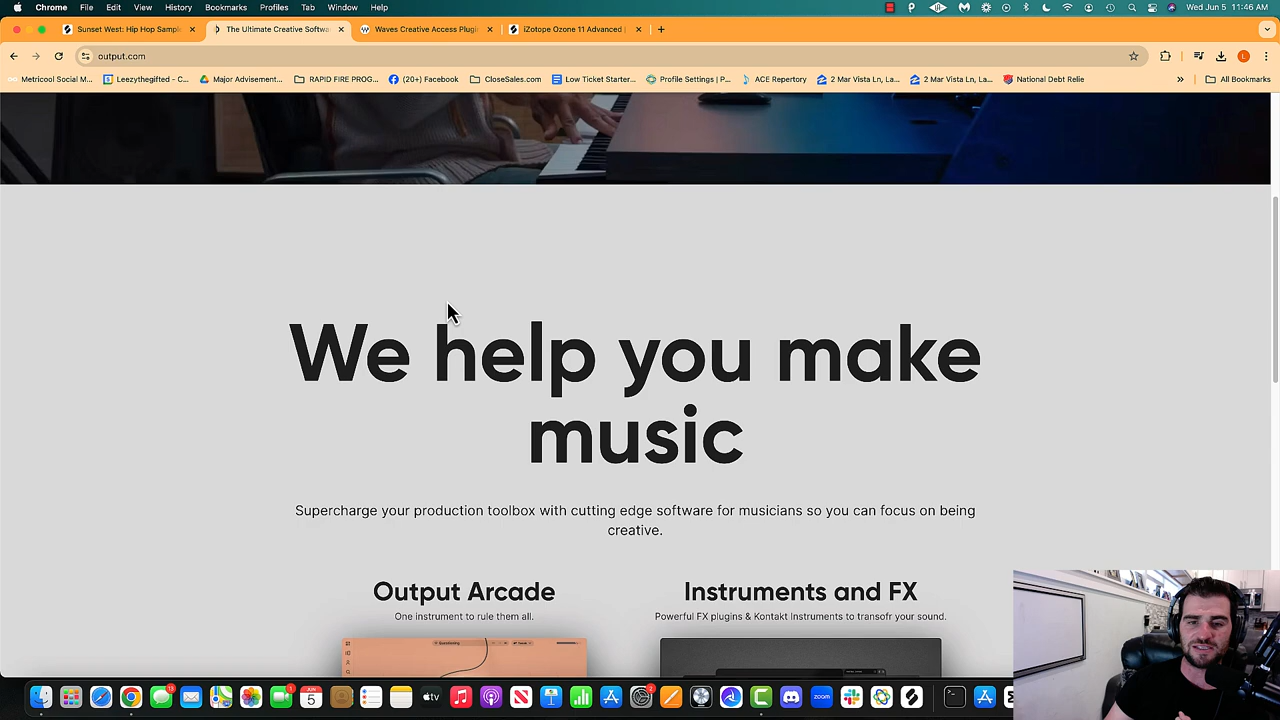 Chrome File Edit View History Bookmarks Profiles Tab Window Help Wed Jun 5 11:46 AM
Sunset West: Hip Hop Sampl The Ultimate Creative Softwa Waves Creative Access Plugi iZotope Ozone 11 Advanced |
output.com
Metricool Social M... Leezythegifted - C... Major Advisement... RAPID FIRE PROG... (20+) Facebook CloseSales.com Low Ticket Starter... Profile Settings | P... ACE Repertory 2 Mar Vista Ln, La... 2 Mar Vista Ln, La... National Debt Relie » All Bookmarks
We help you make
music
Supercharge your production toolbox with cutting edge software for musicians so you can focus on being
creative.
Output Arcade Instruments and FX
One instrument to rule them all. Powerful FX plugins & Kontakt Instruments to transofr your sound.
JUN
5 tv zoom